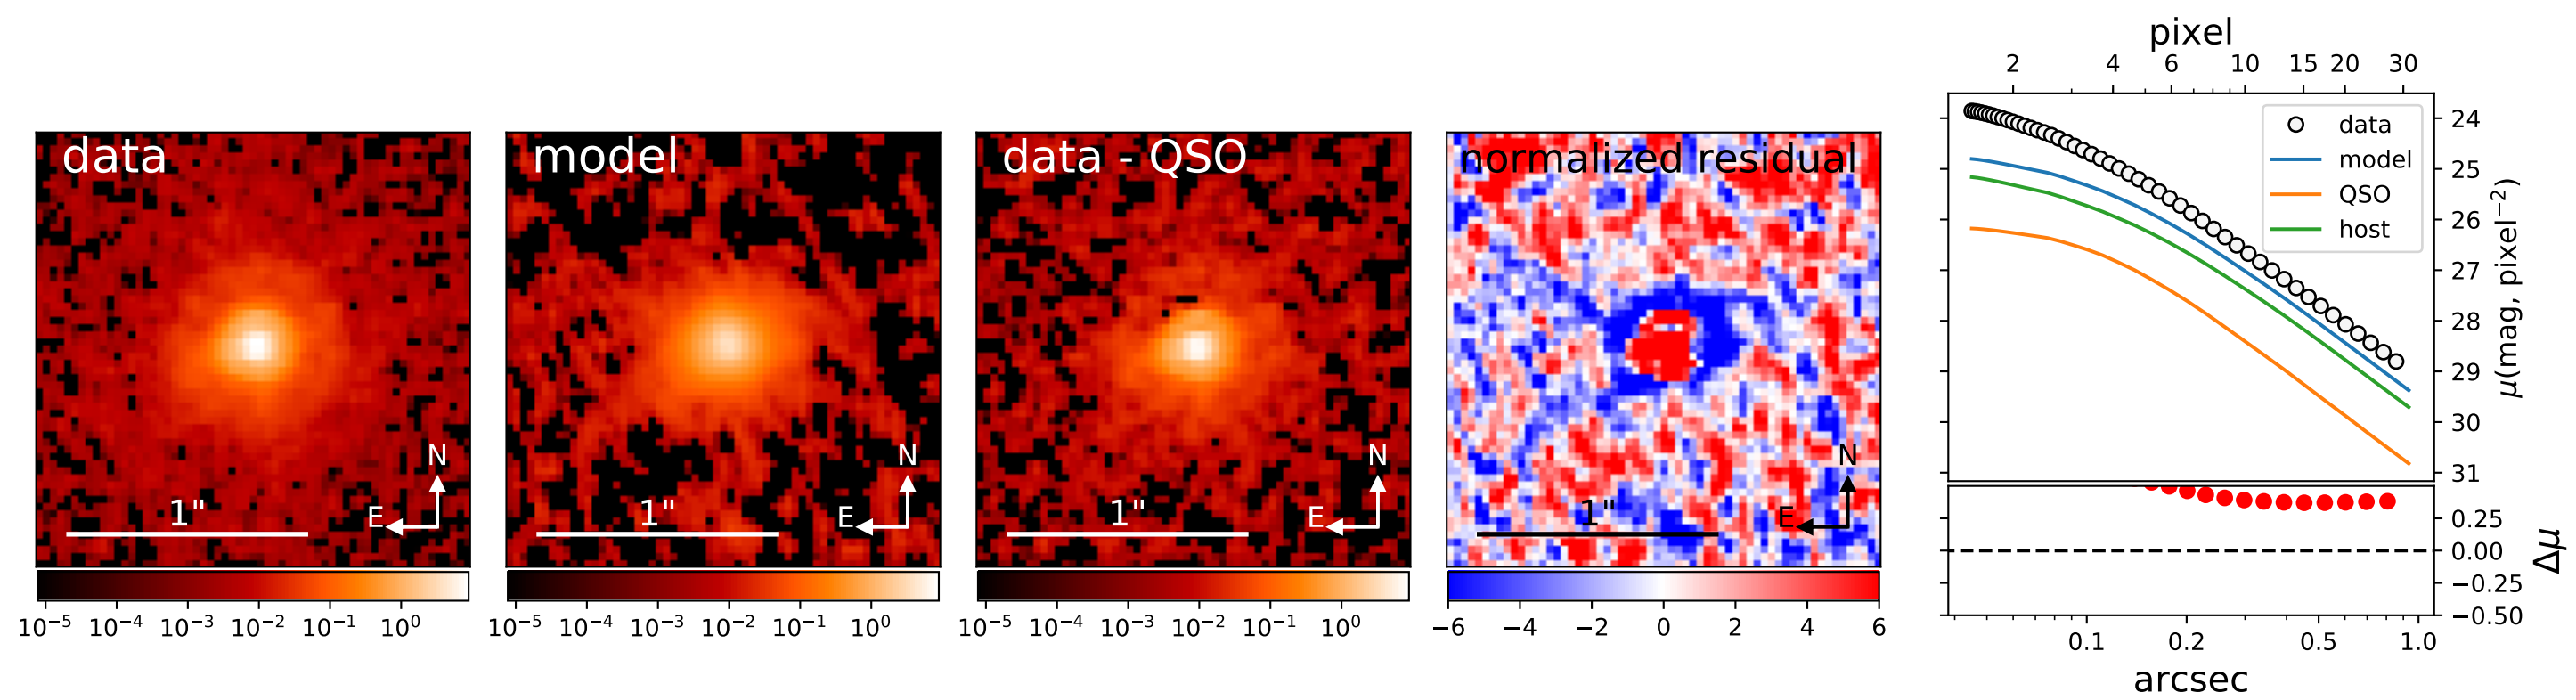 data
1"
N
E
10⁻⁵ 10⁻⁴ 10⁻³ 10⁻² 10⁻¹ 10⁰
model
1"
N
E
10⁻⁵ 10⁻⁴ 10⁻³ 10⁻² 10⁻¹ 10⁰
data - QSO
1"
N
E
10⁻⁵ 10⁻⁴ 10⁻³ 10⁻² 10⁻¹ 10⁰
normalized residual
1"
N
E
−6 −4 −2 0 2 4 6
pixel
2 4 6 10 15 20 30
data
model
QSO
host
24
25
26
27
28
29
30
31
μ(mag, pixel⁻²)
0.25
0.00
−0.25
−0.50
Δμ
0.1 0.2 0.5 1.0
arcsec